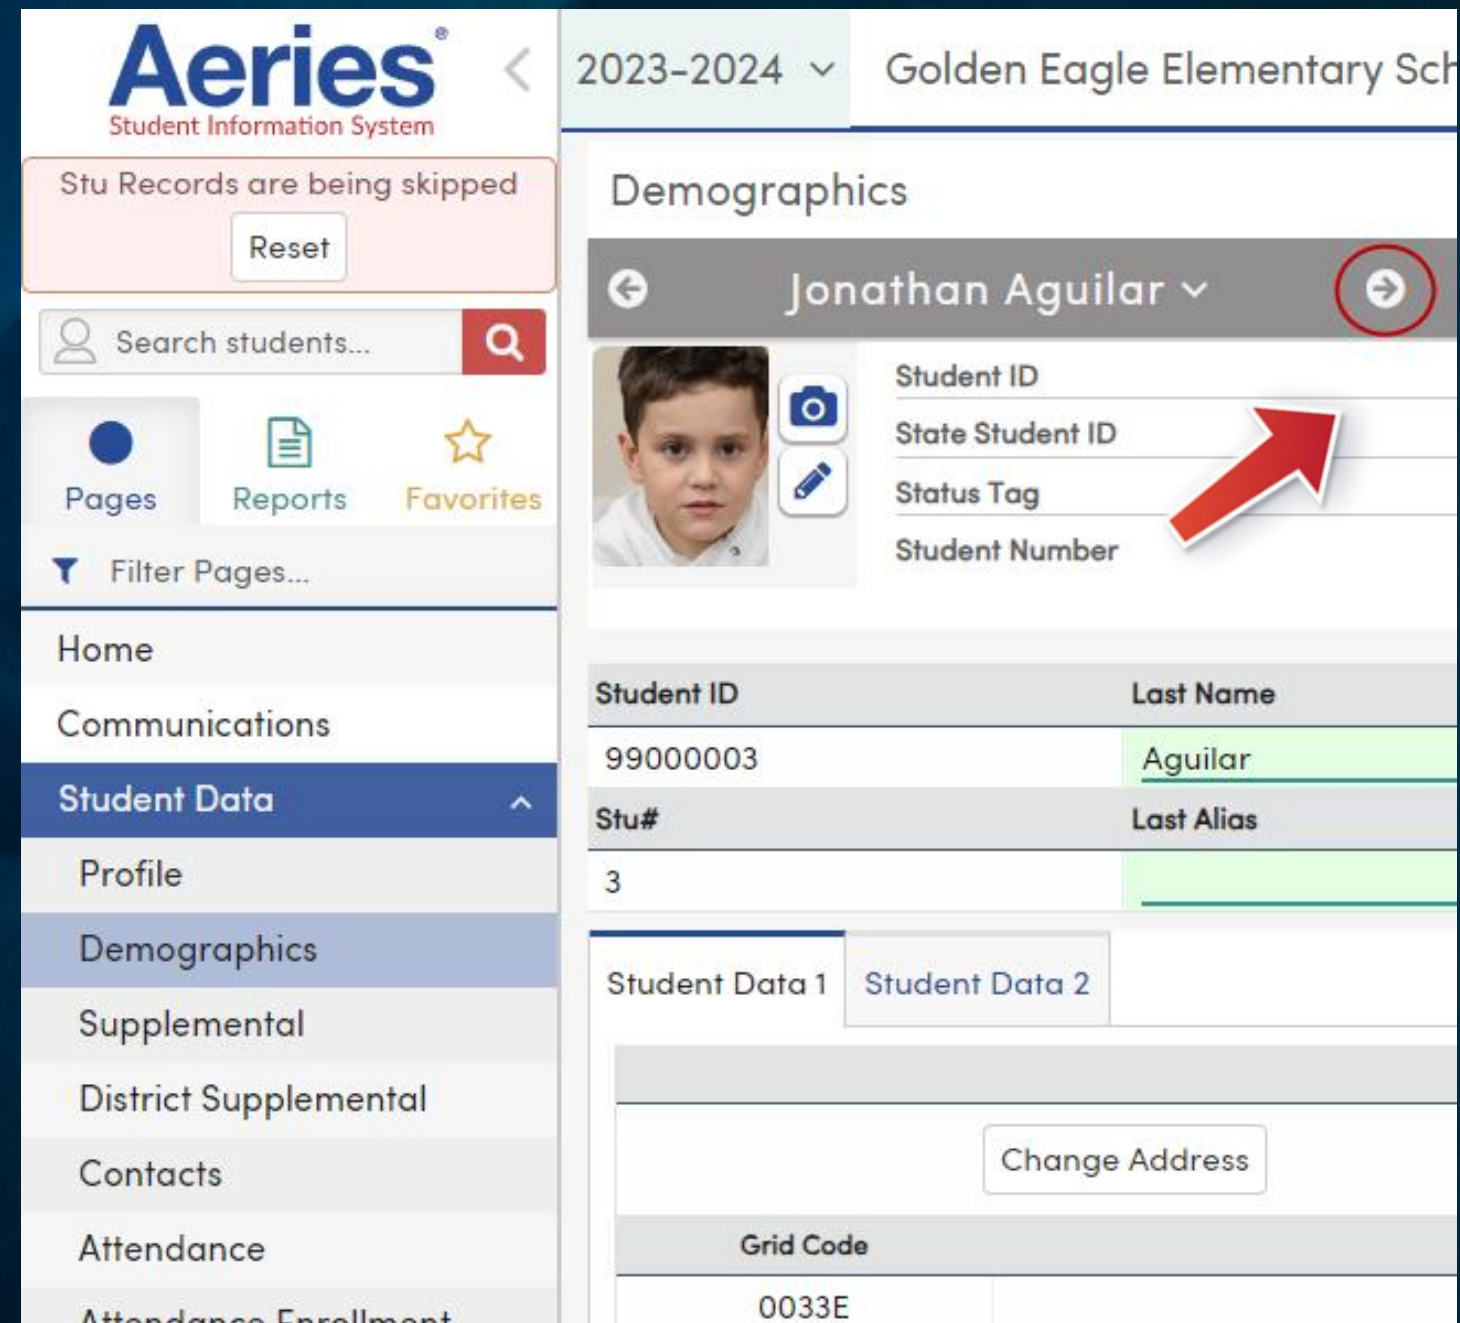 Aeries®
Student Information System
Stu Records are being skipped
Reset
Search students...
Pages
Reports
Favorites
Filter Pages...
Home
Communications
Student Data
Profile
Demographics
Supplemental
District Supplemental
Contacts
Attendance
Attendance Enrollment
2023-2024
Golden Eagle Elementary Sch
Demographics
Jonathan Aguilar
Student ID
State Student ID
Status Tag
Student Number
Student ID Last Name
99000003 Aguilar
Stu# Last Alias
3
Student Data 1 Student Data 2
Change Address
Grid Code
0033E